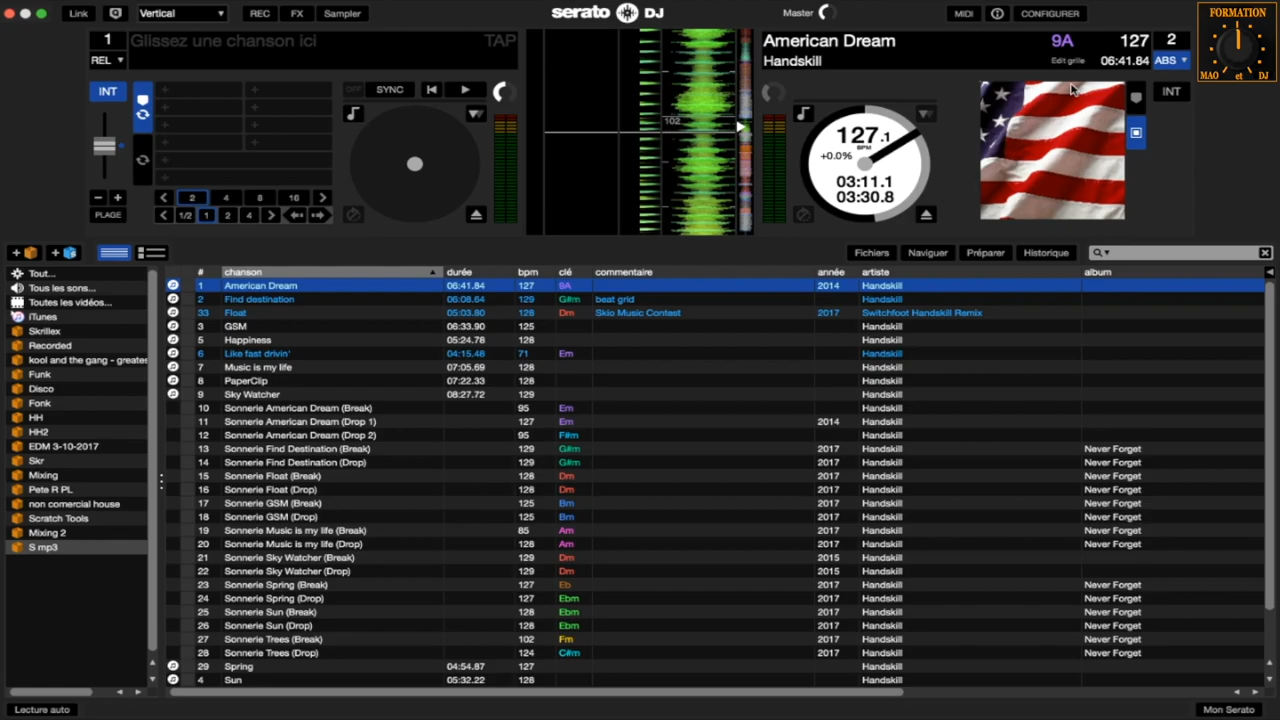 Link Vertical REC FX Sampler serato DJ Master MIDI CONFIGURER
FORMATION
MAO et DJ
1 Glissez une chanson ici TAP
REL
American Dream 9A 127 2
Handskill Edit grille 06:41.84 ABS
INT OFF SYNC
102
127.1
BPM
+0.0%
03:11.1
03:30.8
INT
2 4 8 16
PLAGE 1/2 1 2 4
Fichiers Naviguer Préparer Historique
Tout...
Tous les sons...
Toutes les vidéos...
iTunes
Skrillex
Recorded
kool and the gang - greates
Funk
Disco
Fonk
HH
HH2
EDM 3-10-2017
Skr
Mixing
Pete R PL
non comercial house
Scratch Tools
Mixing 2
S mp3
# chanson durée bpm clé commentaire année artiste album
1 American Dream 06:41.84 127 9A 2014 Handskill
2 Find destination 06:08.64 129 G#m beat grid Handskill
33 Float 05:03.80 128 Dm Skio Music Contest 2017 Switchfoot Handskill Remix
3 GSM 06:33.90 125 Handskill
5 Happiness 05:24.78 128 Handskill
6 Like fast drivin' 04:15.48 71 Em Handskill
7 Music is my life 07:05.69 128 Handskill
8 PaperClip 07:22.33 128 Handskill
9 Sky Watcher 08:27.72 129 Handskill
10 Sonnerie American Dream (Break) 95 Em Handskill
11 Sonnerie American Dream (Drop 1) 127 Em 2014 Handskill
12 Sonnerie American Dream (Drop 2) 95 F#m Handskill
13 Sonnerie Find Destination (Break) 129 G#m 2017 Handskill Never Forget
14 Sonnerie Find Destination (Drop) 129 G#m 2017 Handskill Never Forget
15 Sonnerie Float (Break) 128 Dm 2017 Handskill Never Forget
16 Sonnerie Float (Drop) 128 Dm 2017 Handskill Never Forget
17 Sonnerie GSM (Break) 125 Bm 2017 Handskill Never Forget
18 Sonnerie GSM (Drop) 125 Bm 2017 Handskill Never Forget
19 Sonnerie Music is my life (Break) 85 Am 2017 Handskill Never Forget
20 Sonnerie Music is my life (Drop) 128 Am 2017 Handskill Never Forget
21 Sonnerie Sky Watcher (Break) 129 Dm 2015 Handskill
22 Sonnerie Sky Watcher (Drop) 129 Dm 2015 Handskill
23 Sonnerie Spring (Break) 127 Eb 2017 Handskill Never Forget
24 Sonnerie Spring (Drop) 127 Ebm 2017 Handskill Never Forget
25 Sonnerie Sun (Break) 128 Ebm 2017 Handskill Never Forget
26 Sonnerie Sun (Drop) 128 Ebm 2017 Handskill Never Forget
27 Sonnerie Trees (Break) 102 Fm 2017 Handskill Never Forget
28 Sonnerie Trees (Drop) 124 C#m 2017 Handskill Never Forget
29 Spring 04:54.87 127 Handskill
4 Sun 05:32.22 128 Handskill
Lecture auto Mon Serato